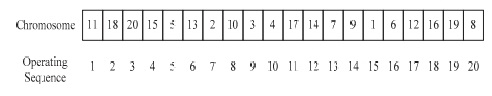 Chromosome 11 18 20 15 5 13 2 10 3 4 17 14 7 9 1 6 12 16 19 8
Operating
Sequence
1 2 3 4 5 6 7 8 9 10 11 12 13 14 15 16 17 18 19 20